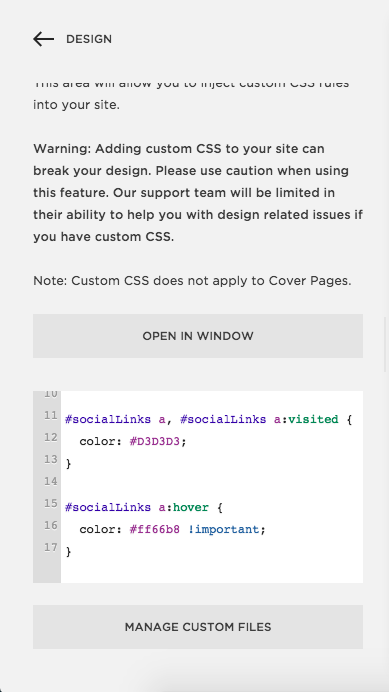 DESIGN
This area will allow you to inject custom CSS rules
into your site.
Warning: Adding custom CSS to your site can
break your design. Please use caution when using
this feature. Our support team will be limited in
their ability to help you with design related issues if
you have custom CSS.
Note: Custom CSS does not apply to Cover Pages.
OPEN IN WINDOW
10
11 #socialLinks a, #socialLinks a:visited {
12 color: #D3D3D3;
13 }
14
15 #socialLinks a:hover {
16 color: #ff66b8 !important;
17 }
MANAGE CUSTOM FILES